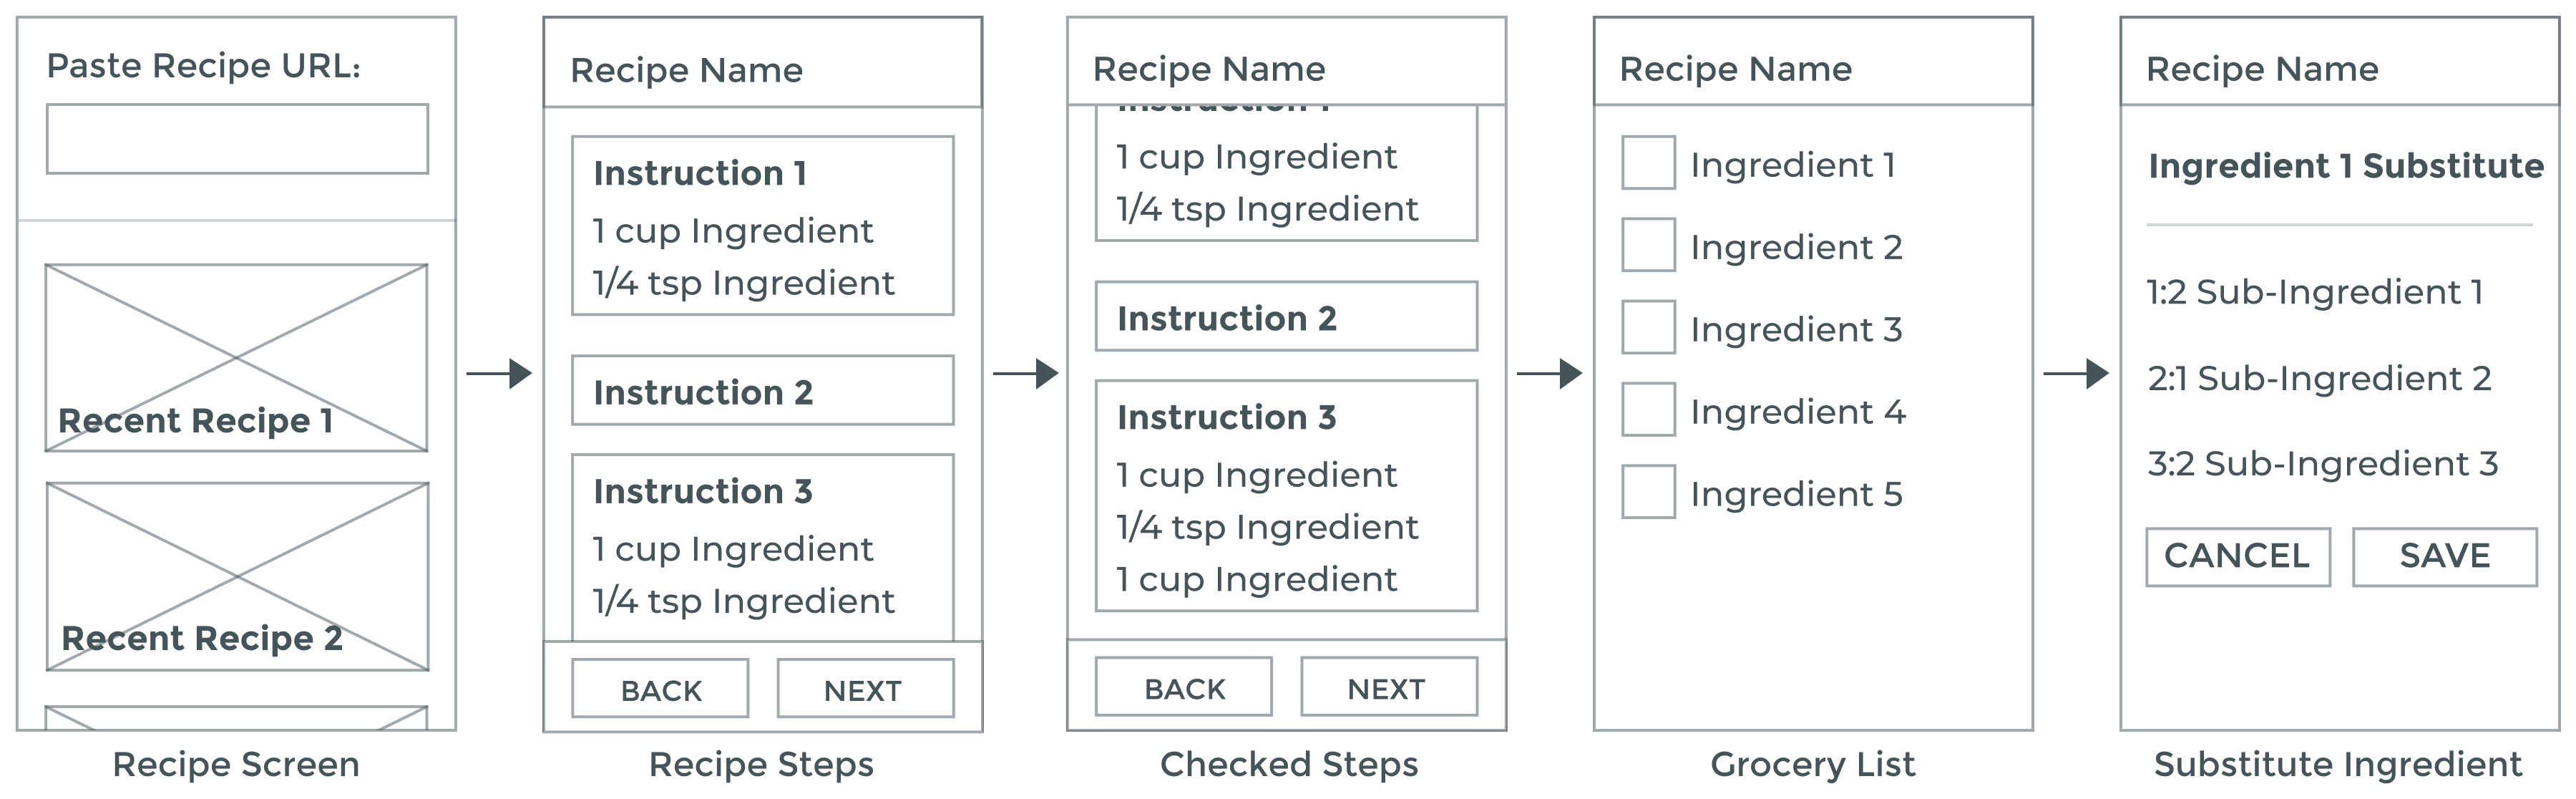 Paste Recipe URL:
Recent Recipe 1
Recent Recipe 2
Recipe Screen
Recipe Name
Instruction 1
1 cup Ingredient
1/4 tsp Ingredient
Instruction 2
Instruction 3
1 cup Ingredient
1/4 tsp Ingredient
BACK NEXT
Recipe Steps
Recipe Name
1 cup Ingredient
1/4 tsp Ingredient
Instruction 2
Instruction 3
1 cup Ingredient
1/4 tsp Ingredient
1 cup Ingredient
BACK NEXT
Checked Steps
Recipe Name
Ingredient 1
Ingredient 2
Ingredient 3
Ingredient 4
Ingredient 5
Grocery List
Recipe Name
Ingredient 1 Substitute
1:2 Sub-Ingredient 1
2:1 Sub-Ingredient 2
3:2 Sub-Ingredient 3
CANCEL SAVE
Substitute Ingredient